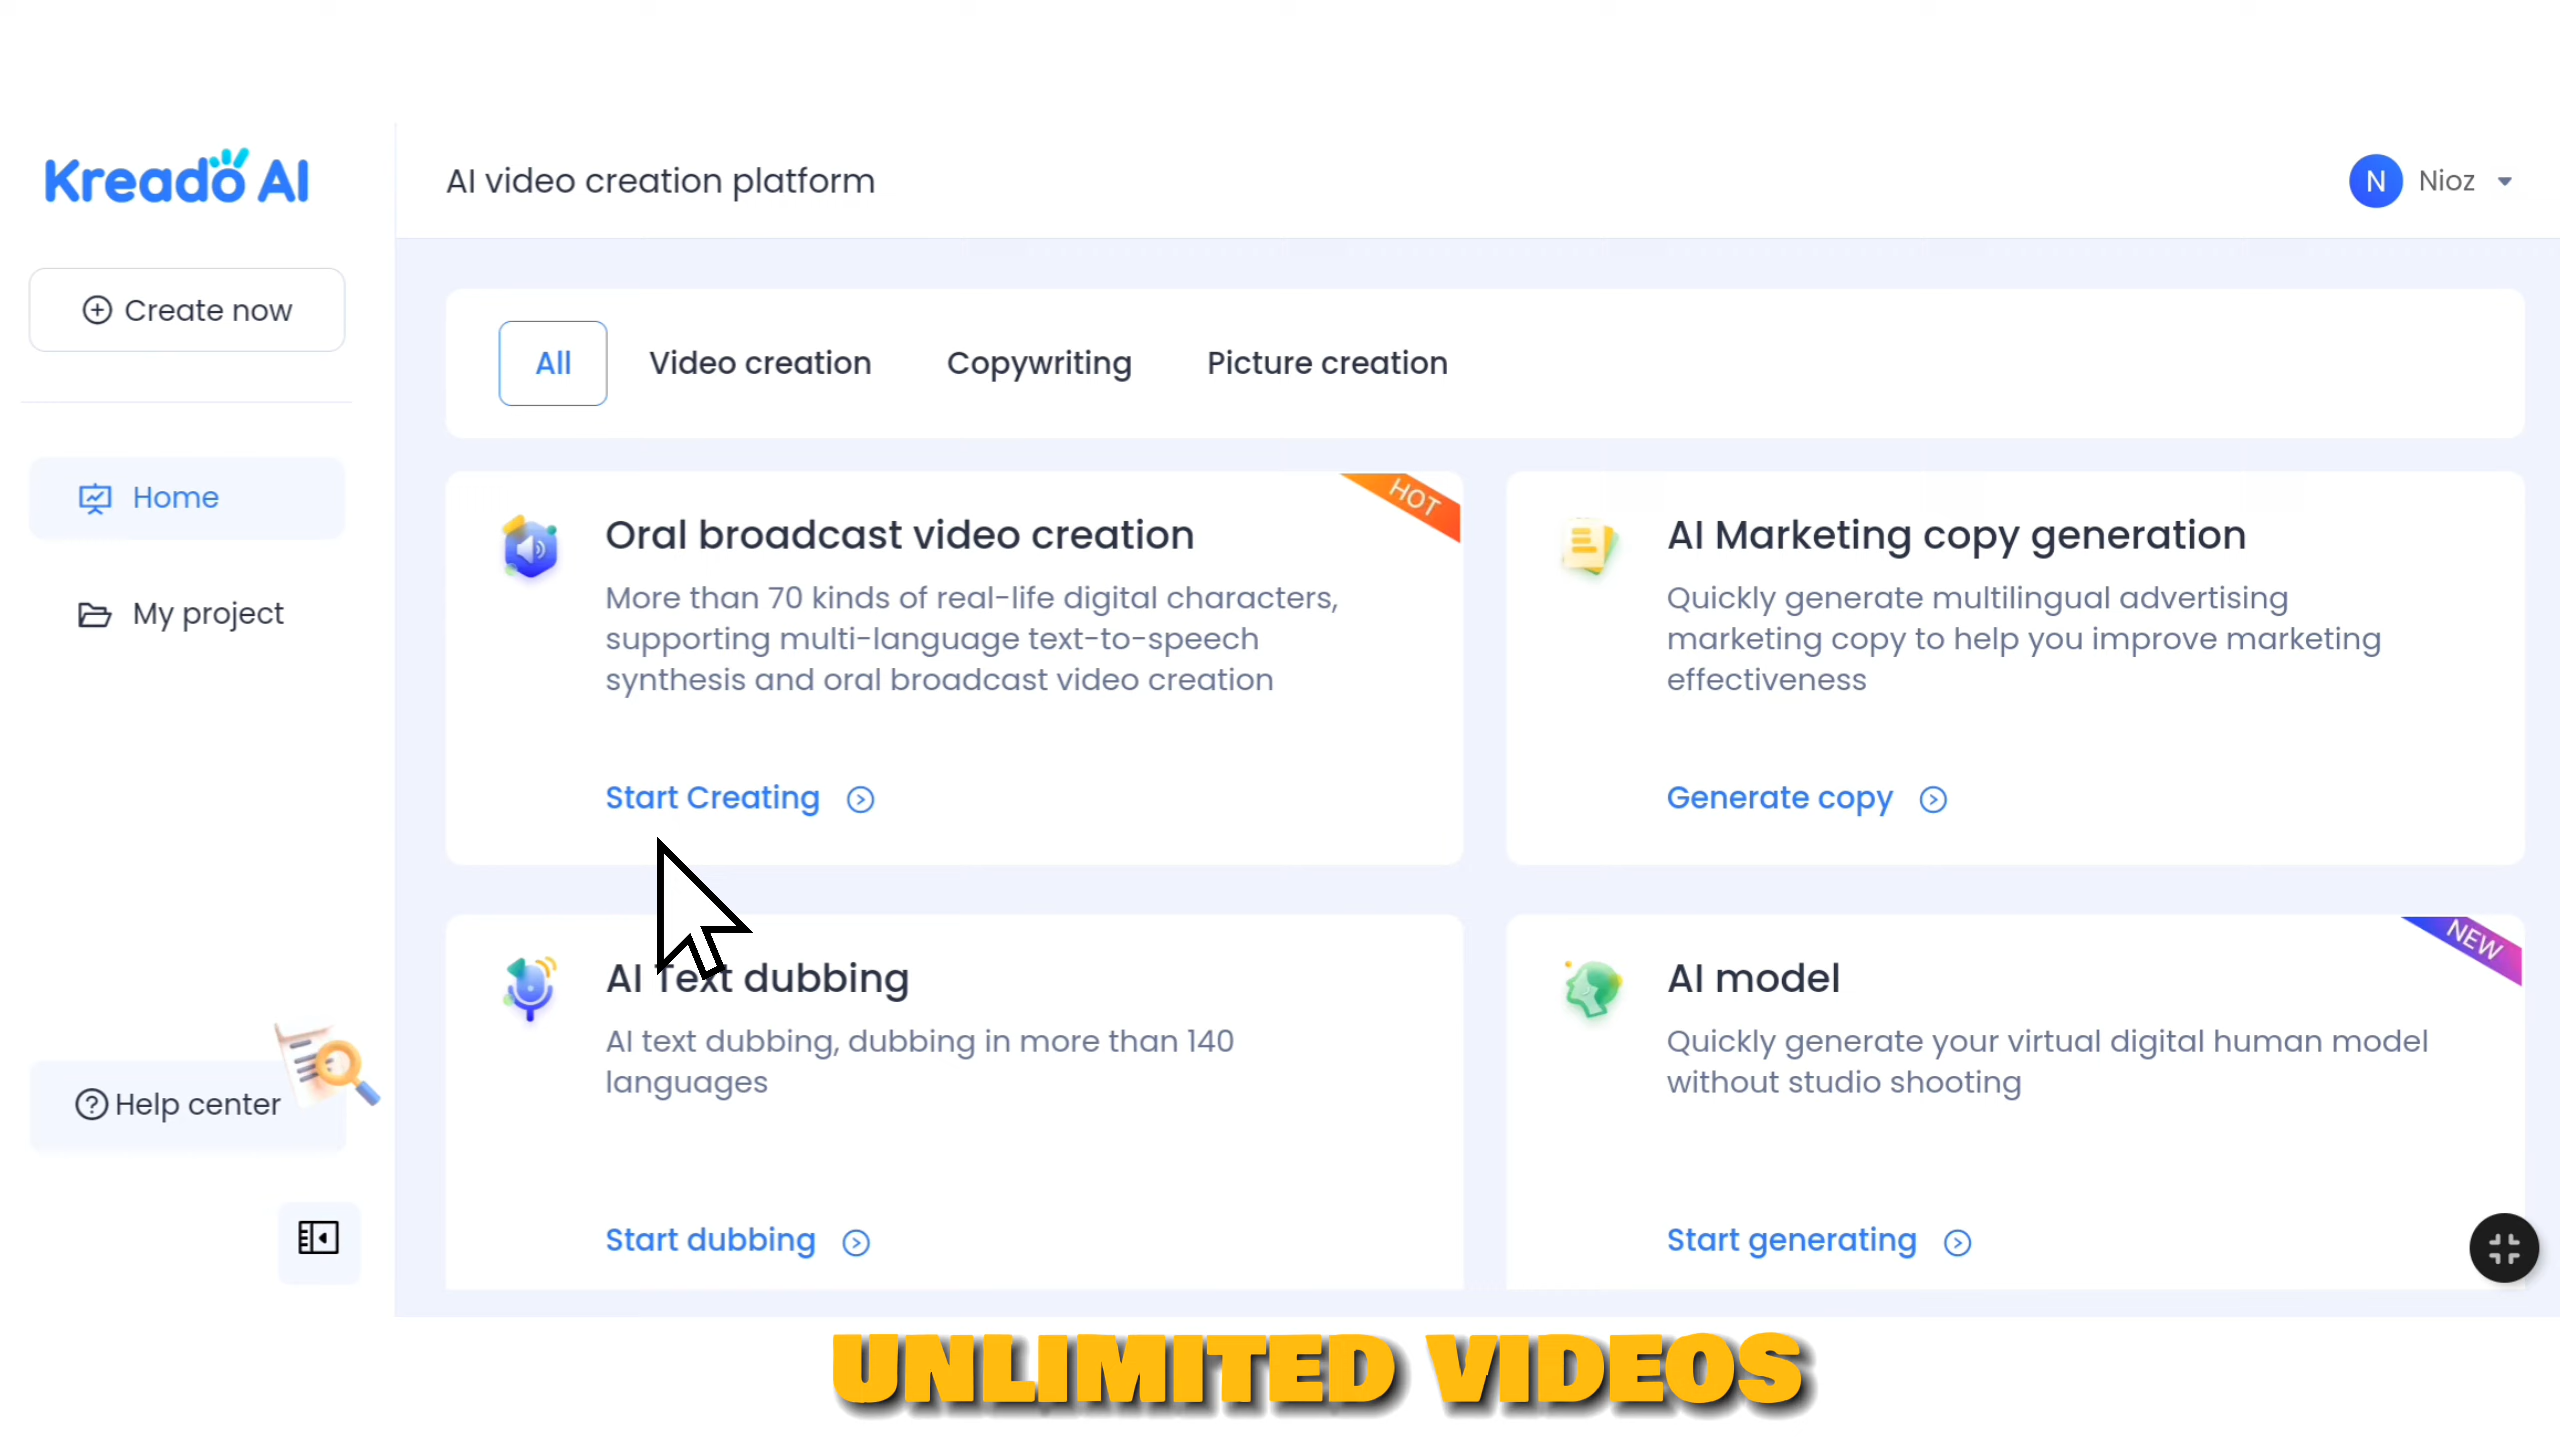 Kreado AI
AI video creation platform
N Nioz
Create now
All Video creation Copywriting Picture creation
Home
My project
HOT
Oral broadcast video creation
More than 70 kinds of real-life digital characters,
supporting multi-language text-to-speech
synthesis and oral broadcast video creation
Start Creating
AI Marketing copy generation
Quickly generate multilingual advertising
marketing copy to help you improve marketing
effectiveness
Generate copy
AI Text dubbing
AI text dubbing, dubbing in more than 140
languages
Start dubbing
NEW
AI model
Quickly generate your virtual digital human model
without studio shooting
Start generating
Help center
UNLIMITED VIDEOS